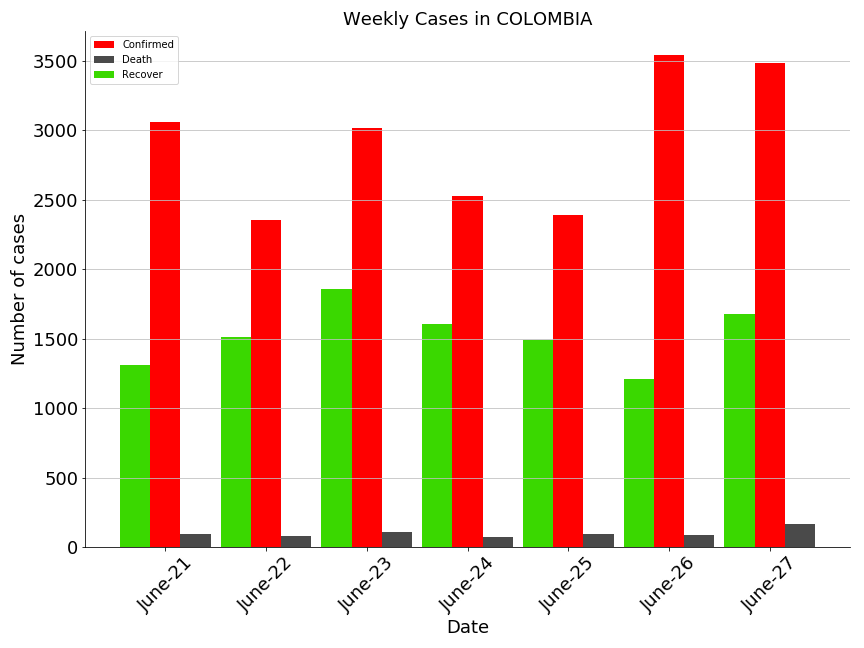 Weekly Cases in COLOMBIA
Confirmed
Death
Recover
Number of cases
3500
3000
2500
2000
1500
1000
500
0
June-21
June-22
June-23
June-24
June-25
June-26
June-27
Date